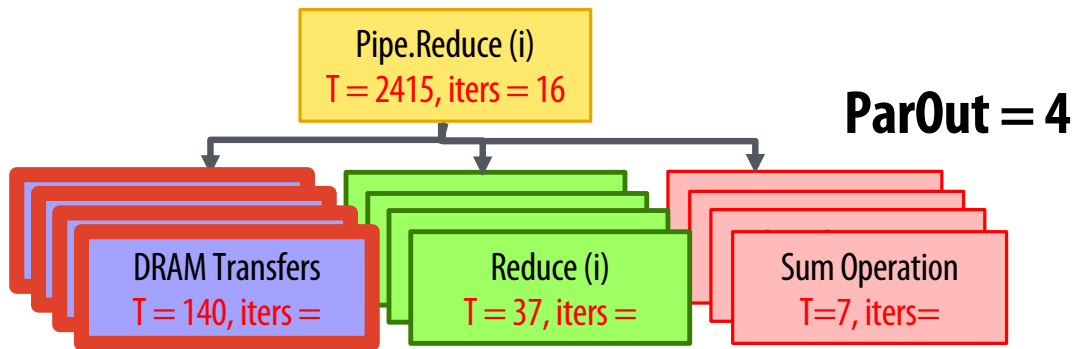 Pipe.Reduce (i)
T = 2415, iters = 16
ParOut = 4
DRAM Transfers
T = 140, iters =
Reduce (i)
T = 37, iters =
Sum Operation
T=7, iters=